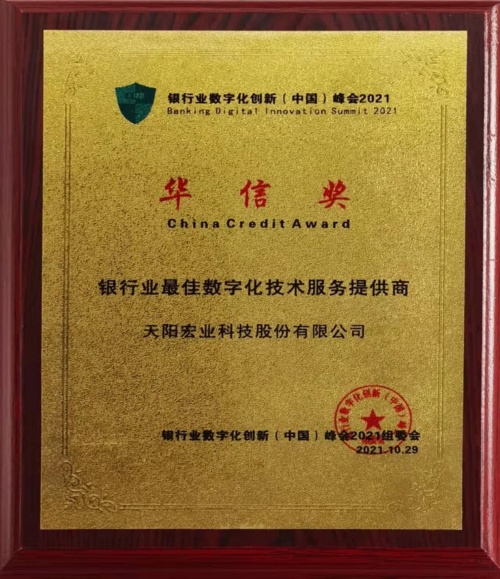 银行业数字化创新（中国）峰会2021
Banking Digital Innovation Summit 2021
华信奖
China Credit Award
银行业最佳数字化技术服务提供商
天阳宏业科技股份有限公司
银行业数字化创新（中国）峰会2021组委会
2021.10.29